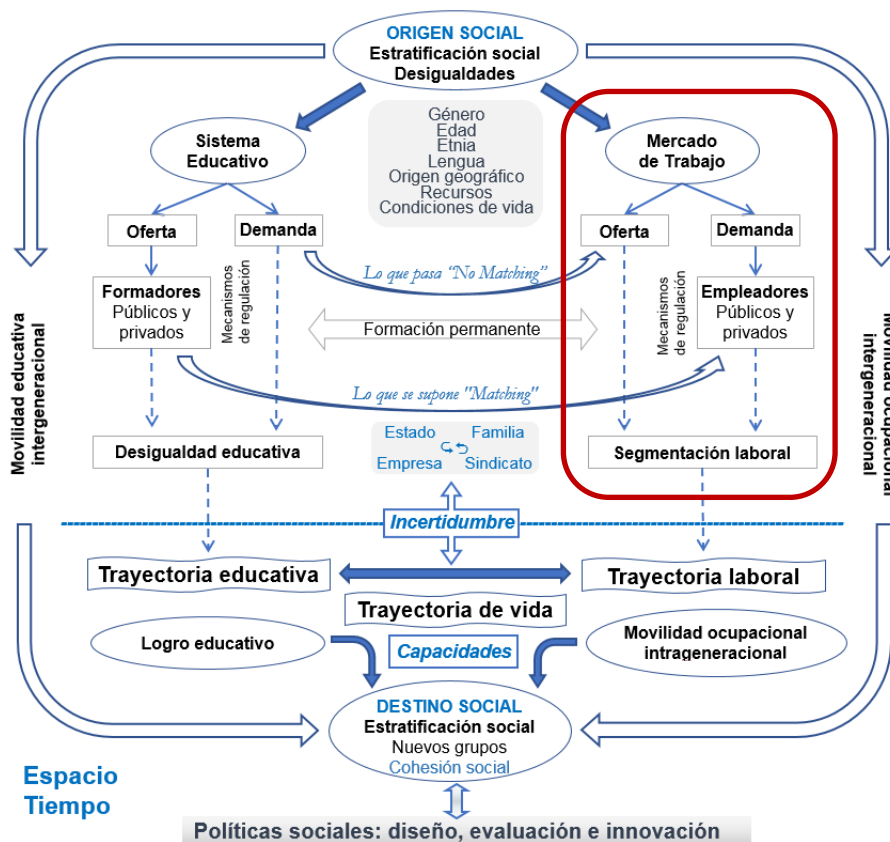 ORIGEN SOCIAL
Estratificación social
Desigualdades
Género
Edad
Etnia
Lengua
Origen geográfico
Recursos
Condiciones de vida
Sistema
Educativo
Mercado
de Trabajo
Oferta
Demanda
Oferta
Demanda
Lo que pasa “No Matching”
Formadores
Públicos y
privados
Mecanismos
de regulación
Formación permanente
Mecanismos
de regulación
Empleadores
Públicos y
privados
Movilidad educativa
intergeneracional
Movilidad ocupacional
intergeneracional
Lo que se supone "Matching"
Desigualdad educativa
Estado
Familia
Empresa
Sindicato
Segmentación laboral
Incertidumbre
Trayectoria educativa
Trayectoria laboral
Trayectoria de vida
Logro educativo
Capacidades
Movilidad ocupacional
intrageneracional
DESTINO SOCIAL
Estratificación social
Nuevos grupos
Cohesión social
Espacio
Tiempo
Políticas sociales: diseño, evaluación e innovación